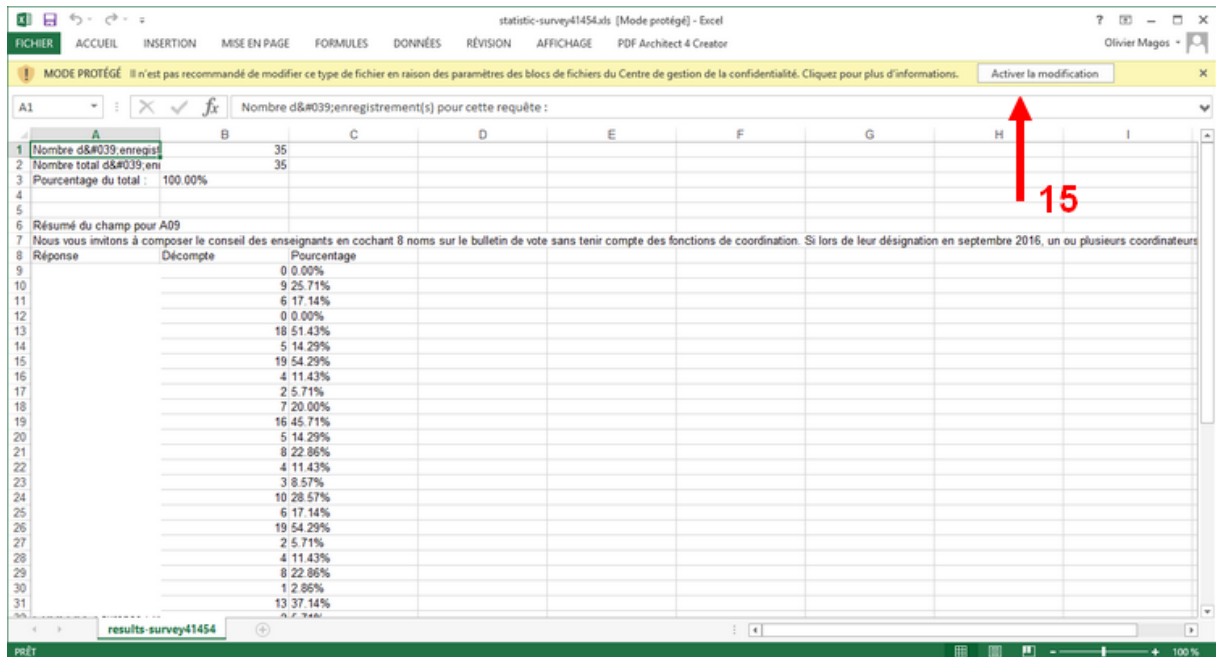 statistic-survey41454.xls [Mode protégé] - Excel
FICHIER ACCUEIL INSERTION MISE EN PAGE FORMULES DONNÉES RÉVISION AFFICHAGE PDF Architect 4 Creator Olivier Magos
MODE PROTÉGÉ Il n'est pas recommandé de modifier ce type de fichier en raison des paramètres des blocs de fichiers du Centre de gestion de la confidentialité. Cliquez pour plus d'informations. Activer la modification
A1 fx Nombre d&#039;enregistrement(s) pour cette requête :
A B C D E F G H I
1 Nombre d&#039;enregist 35
2 Nombre total d&#039;en 35
3 Pourcentage du total : 100.00%
15
4
5
6 Résumé du champ pour A09
7 Nous vous invitons à composer le conseil des enseignants en cochant 8 noms sur le bulletin de vote sans tenir compte des fonctions de coordination. Si lors de leur désignation en septembre 2016, un ou plusieurs coordinateurs
8 Réponse Décompte Pourcentage
9 0 0.00%
10 9 25.71%
11 6 17.14%
12 0 0.00%
13 18 51.43%
14 5 14.29%
15 19 54.29%
16 4 11.43%
17 2 5.71%
18 7 20.00%
19 16 45.71%
20 5 14.29%
21 8 22.86%
22 4 11.43%
23 3 8.57%
24 10 28.57%
25 6 17.14%
26 19 54.29%
27 2 5.71%
28 4 11.43%
29 8 22.86%
30 1 2.86%
31 13 37.14%
results-survey41454
PRÊT 100 %